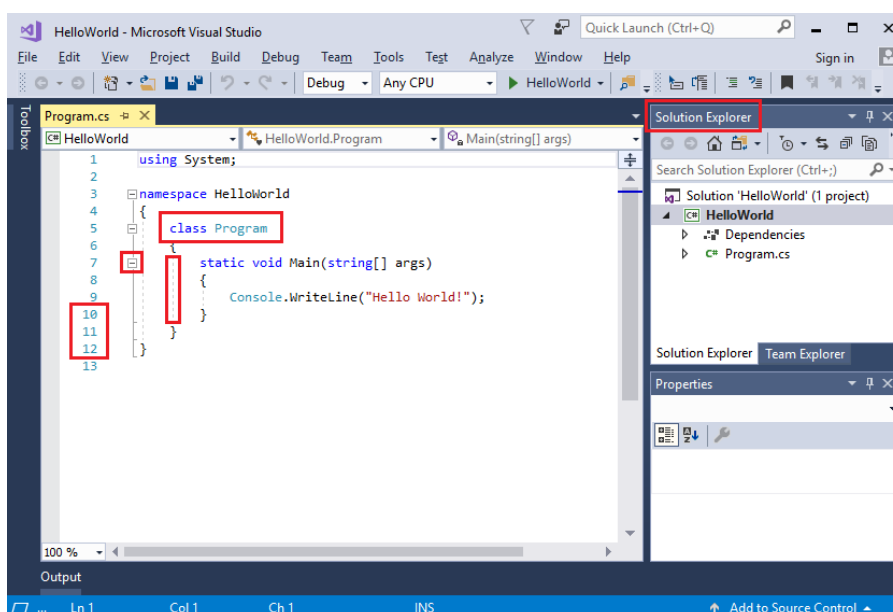 HelloWorld - Microsoft Visual Studio
Quick Launch (Ctrl+Q)
File Edit View Project Build Debug Team Tools Test Analyze Window Help
Sign in
Debug Any CPU HelloWorld
Toolbox
Program.cs
C# HelloWorld HelloWorld.Program Main(string[] args)
1 using System;
2
3 namespace HelloWorld
4 {
5 class Program
6 {
7 static void Main(string[] args)
8 {
9 Console.WriteLine("Hello World!");
10 }
11 }
12 }
13
100 %
Solution Explorer
Search Solution Explorer (Ctrl+;)
Solution 'HelloWorld' (1 project)
C# HelloWorld
Dependencies
C# Program.cs
Solution Explorer Team Explorer
Properties
Output
... Ln 1 Col 1 Ch 1 INS Add to Source Control